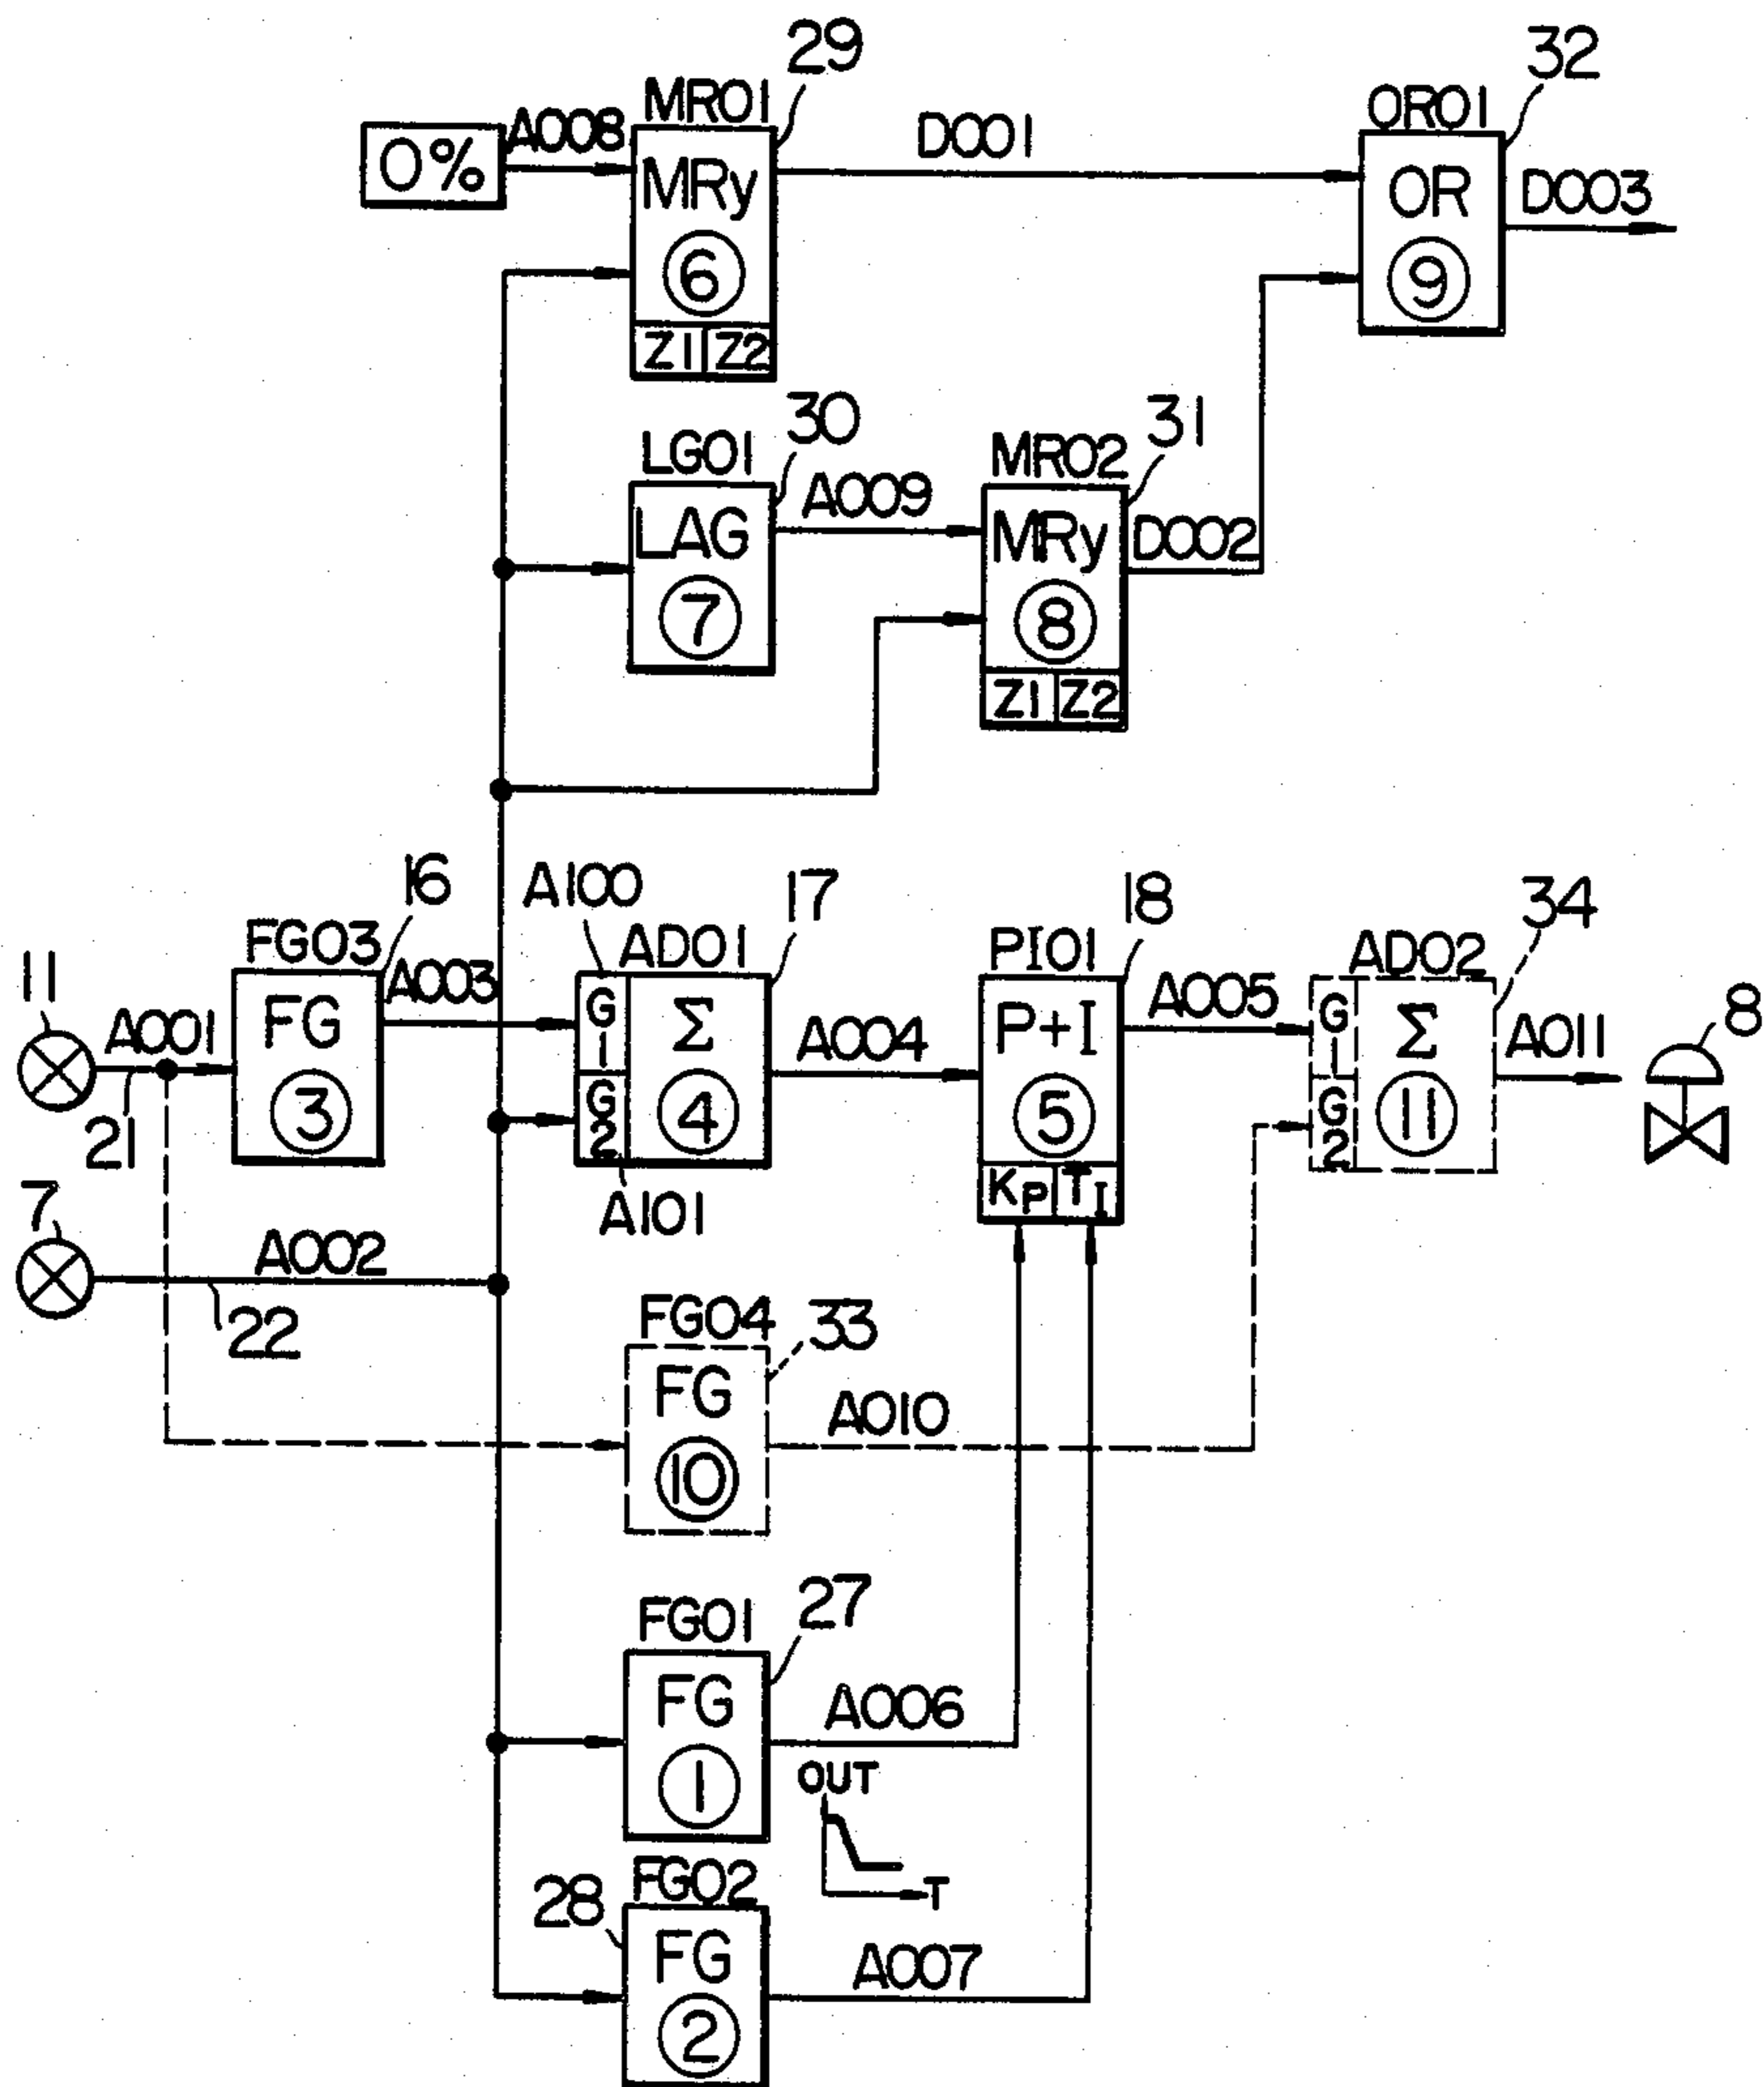 29
32
MR01
OR01
0%
A008
MRy
D001
OR
D003
6
9
Z1 Z2
30
31
LG01
MR02
A009
LAG
MRy
D002
7
8
Z1 Z2
16
A100
17
18
34
FG03
AD01
PI01
AD02
11
A001
FG
A003
G1
Σ
A004
P+I
A005
G1
Σ
A011
8
3
G2
4
5
G2
11
21
A101
KP TI
7
A002
22
FG04
33
FG
A010
10
27
FG01
FG
A006
1
OUT
T
28
FG02
FG
A007
2